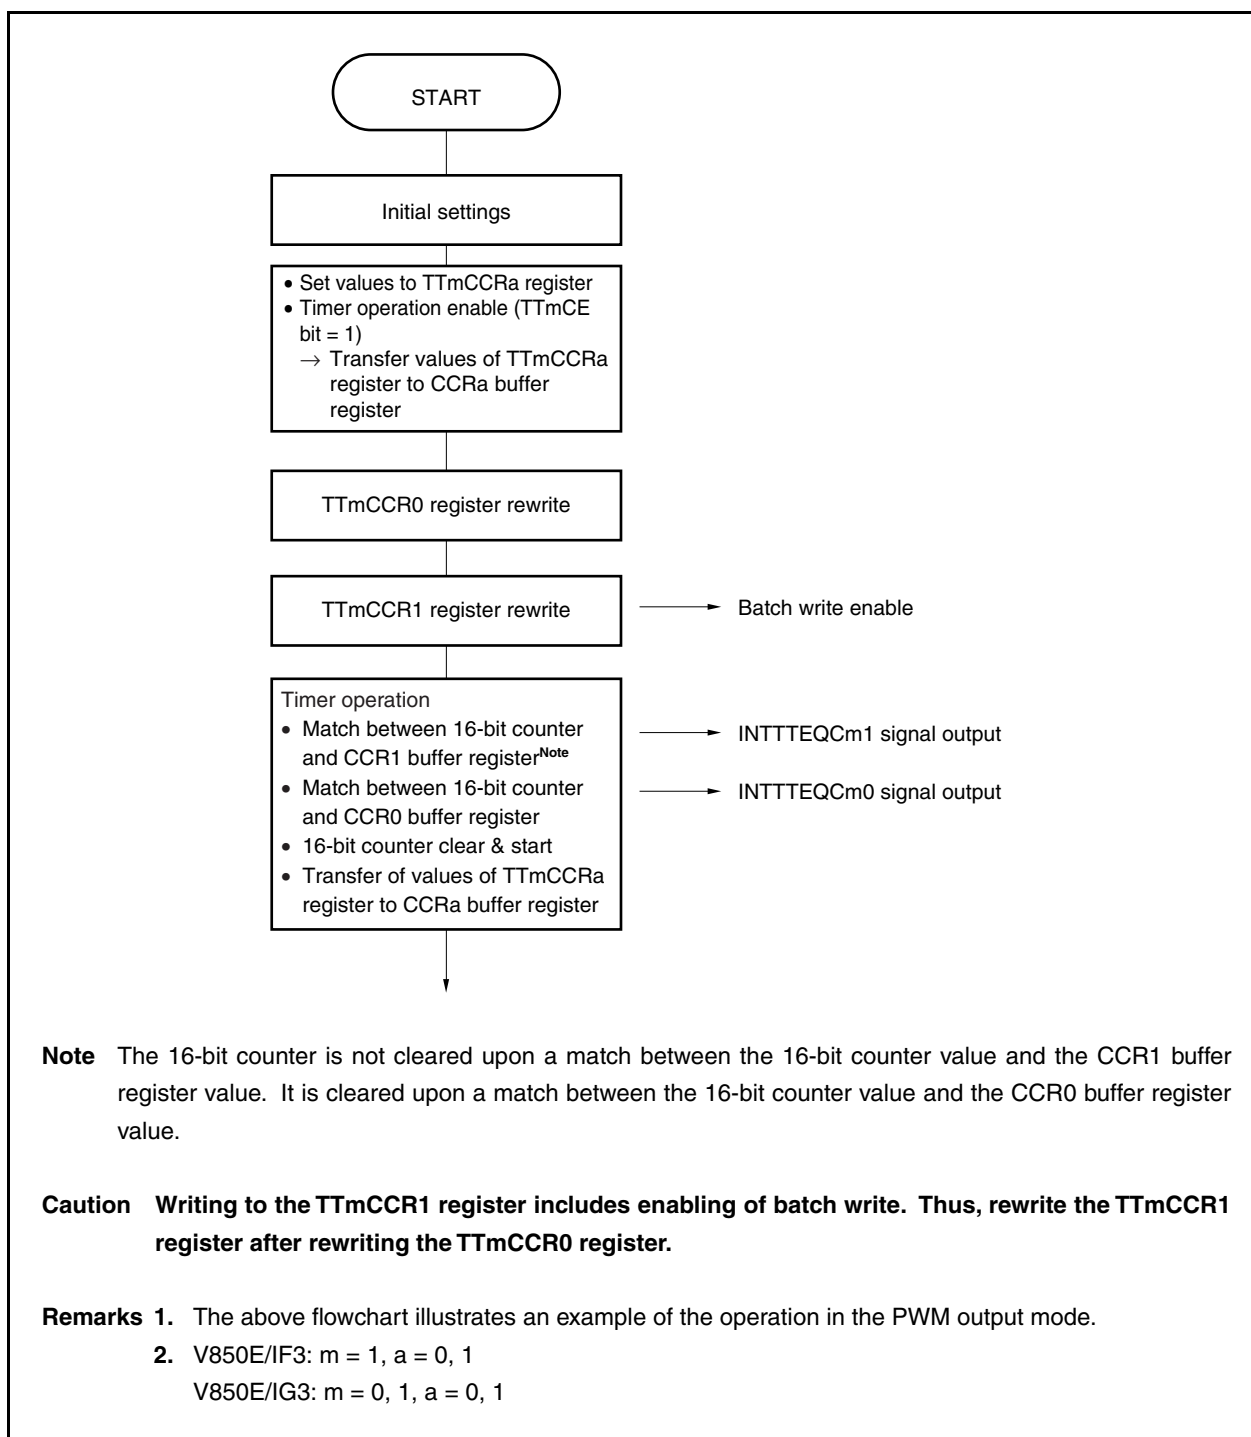 START
Initial settings
• Set values to TTmCCRa register
• Timer operation enable (TTmCE
bit = 1)
→ Transfer values of TTmCCRa
register to CCRa buffer
register
TTmCCR0 register rewrite
TTmCCR1 register rewrite
Batch write enable
Timer operation
• Match between 16-bit counter
and CCR1 buffer registerNote
INTTTEQCm1 signal output
• Match between 16-bit counter
and CCR0 buffer register
INTTTEQCm0 signal output
• 16-bit counter clear & start
• Transfer of values of TTmCCRa
register to CCRa buffer register
Note The 16-bit counter is not cleared upon a match between the 16-bit counter value and the CCR1 buffer
register value. It is cleared upon a match between the 16-bit counter value and the CCR0 buffer register
value.
Caution Writing to the TTmCCR1 register includes enabling of batch write. Thus, rewrite the TTmCCR1
register after rewriting the TTmCCR0 register.
Remarks 1. The above flowchart illustrates an example of the operation in the PWM output mode.
2. V850E/IF3: m = 1, a = 0, 1
V850E/IG3: m = 0, 1, a = 0, 1